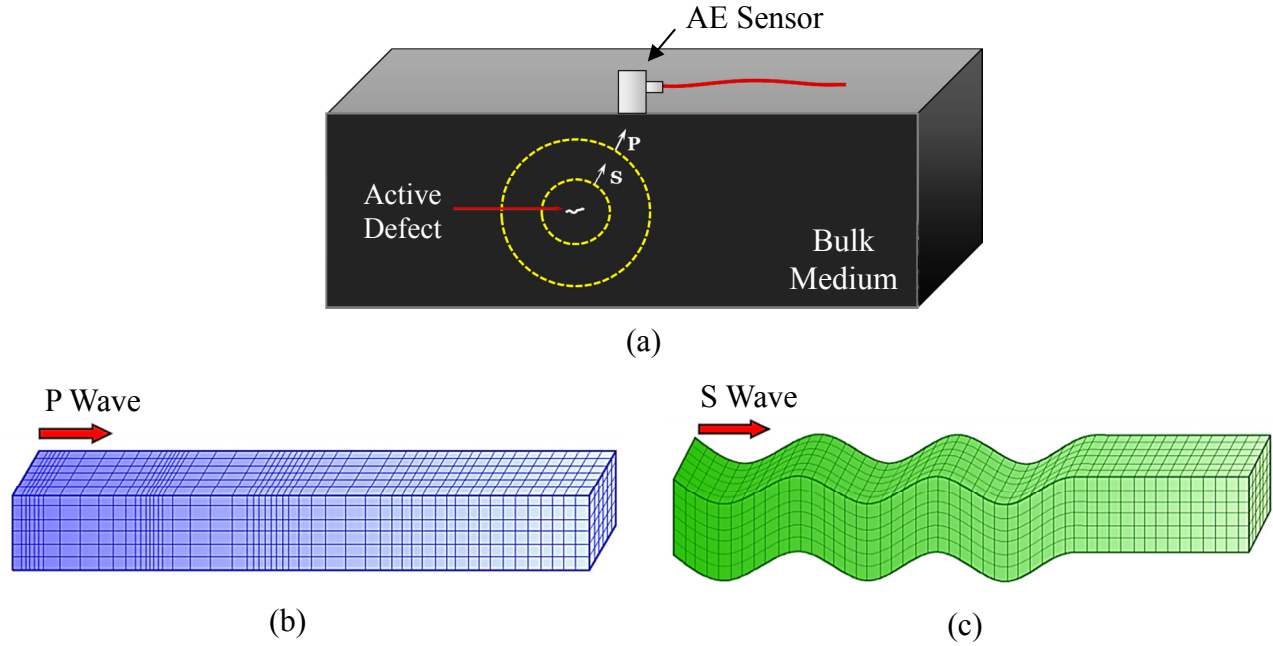 AE Sensor
P
S
Active
Defect
Bulk
Medium
(a)
P Wave
S Wave
(b)
(c)